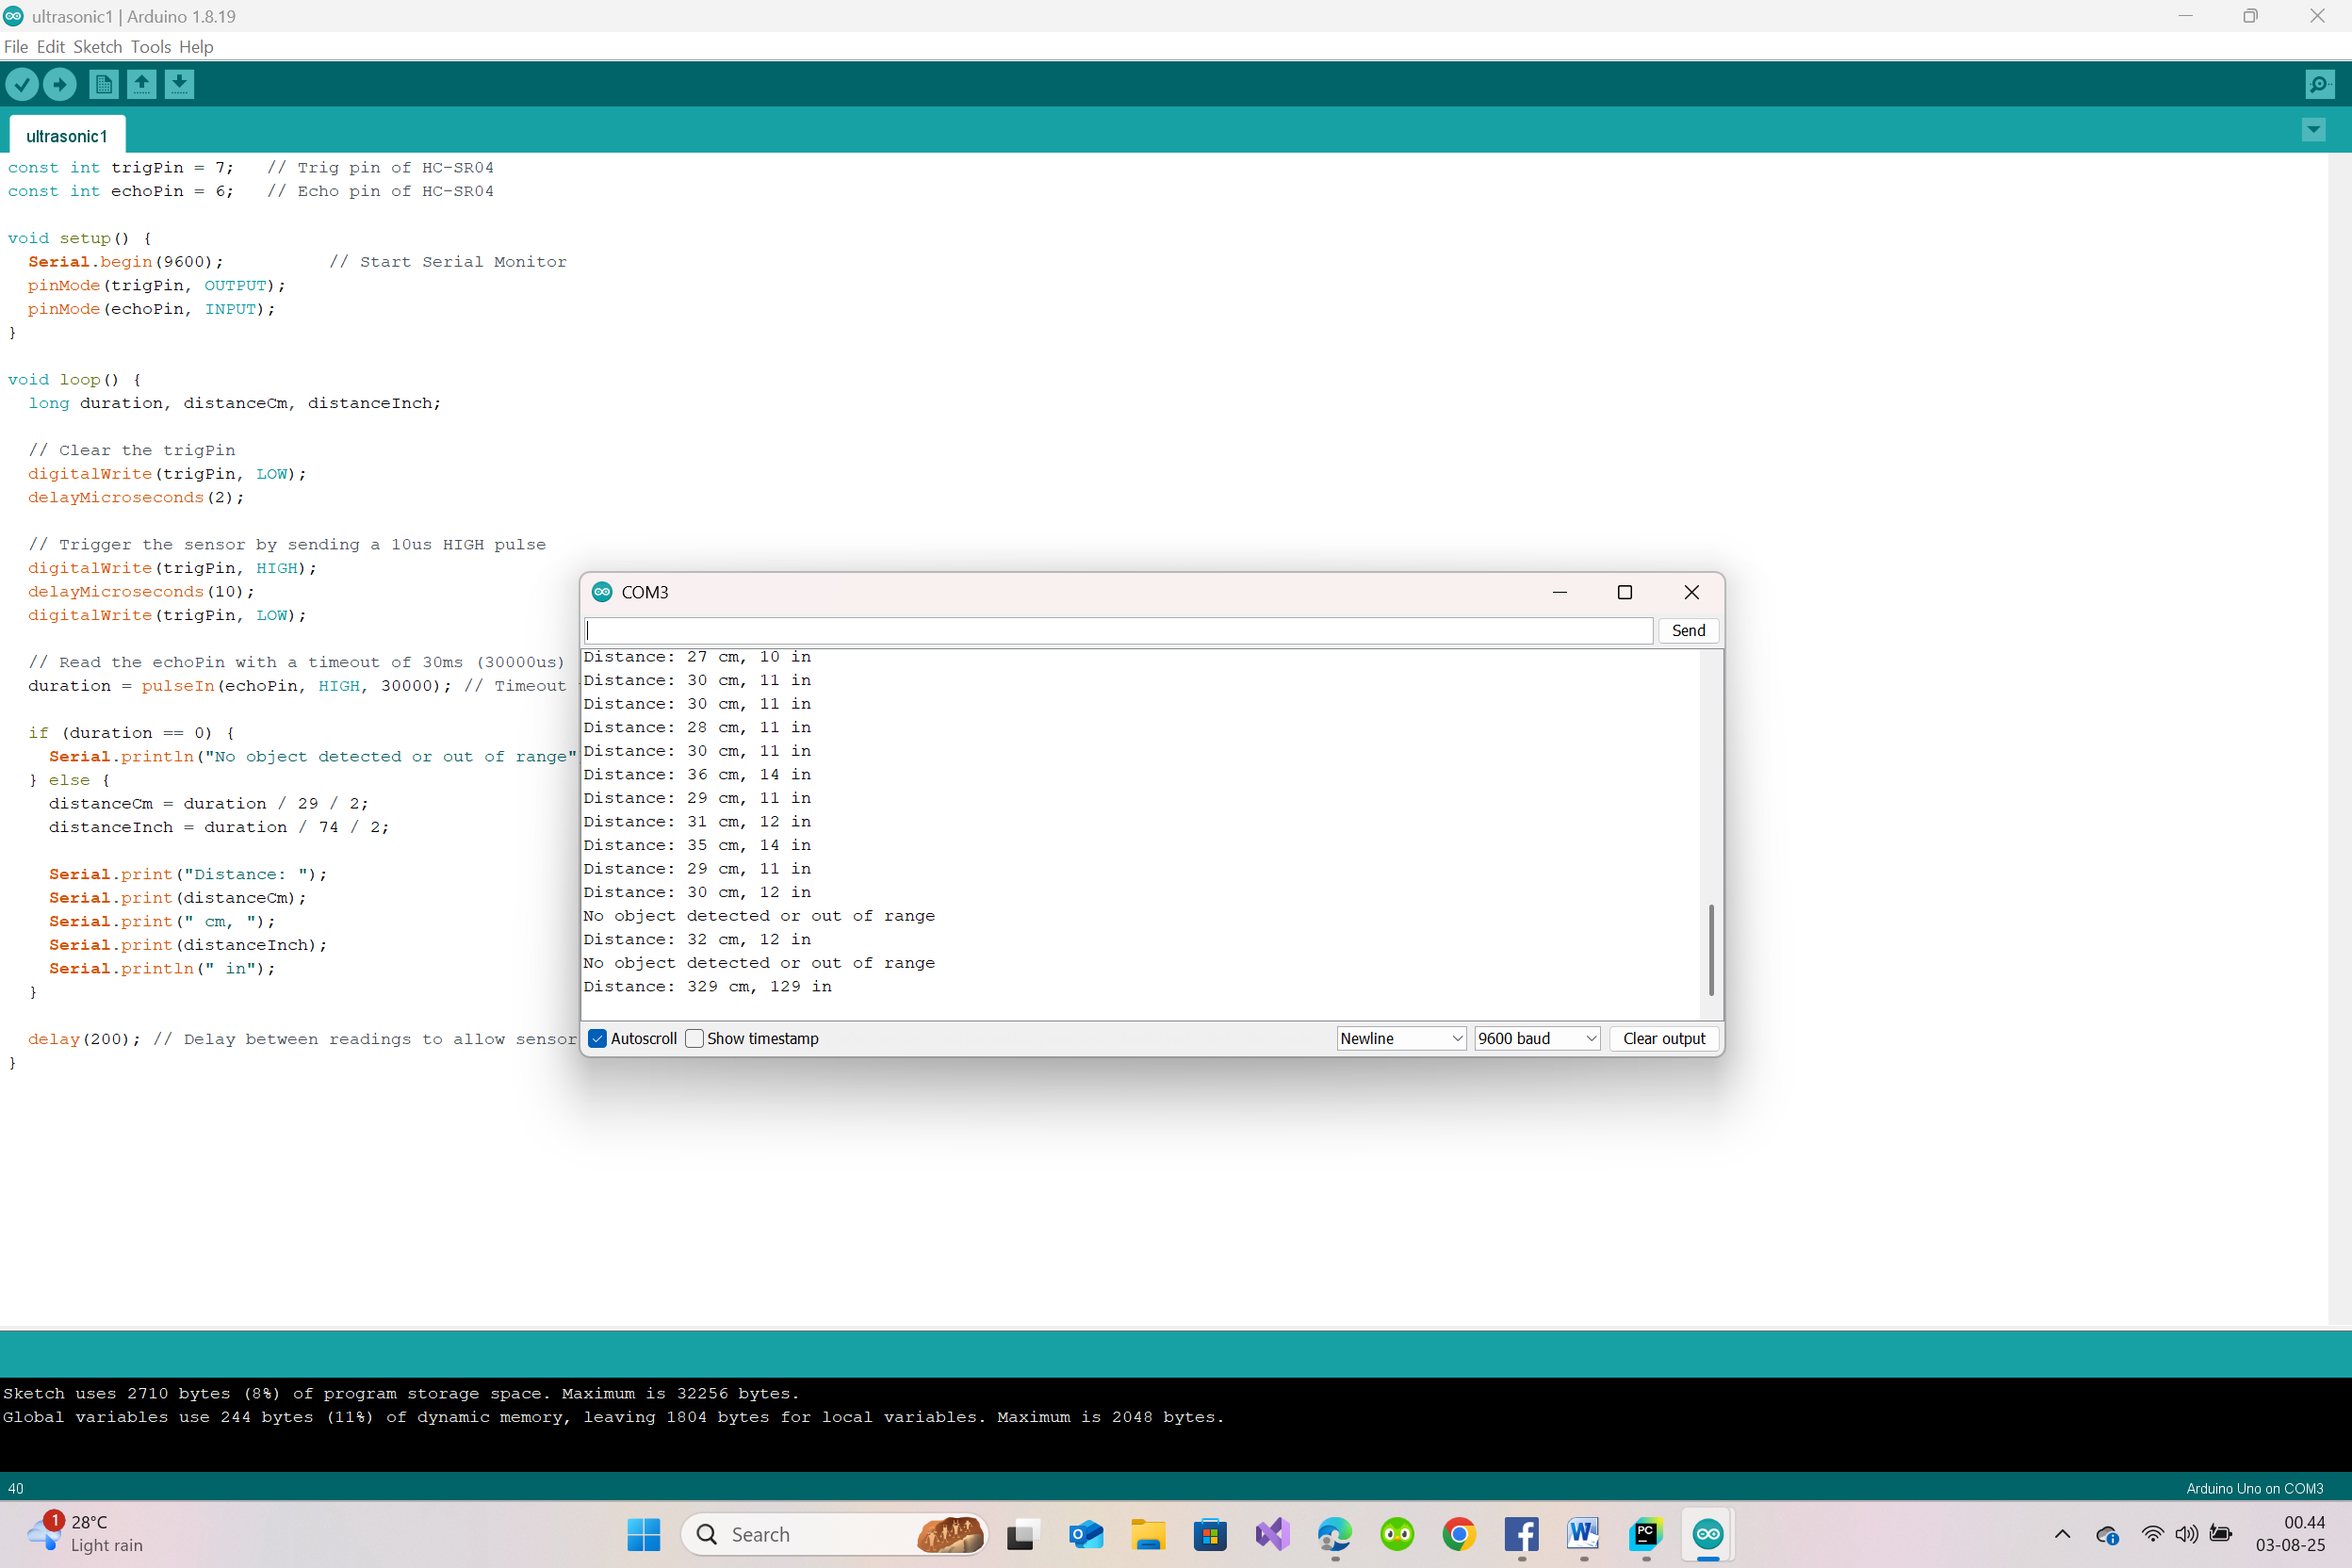 ultrasonic1 | Arduino 1.8.19
File Edit Sketch Tools Help
ultrasonic1
const int trigPin = 7;   // Trig pin of HC-SR04
const int echoPin = 6;   // Echo pin of HC-SR04
void setup() {
  Serial.begin(9600);          // Start Serial Monitor
  pinMode(trigPin, OUTPUT);
  pinMode(echoPin, INPUT);
}
void loop() {
  long duration, distanceCm, distanceInch;
  // Clear the trigPin
  digitalWrite(trigPin, LOW);
  delayMicroseconds(2);
  // Trigger the sensor by sending a 10us HIGH pulse
  digitalWrite(trigPin, HIGH);
  delayMicroseconds(10);
  digitalWrite(trigPin, LOW);
  // Read the echoPin with a timeout of 30ms (30000us)
  duration = pulseIn(echoPin, HIGH, 30000); // Timeout
  if (duration == 0) {
    Serial.println("No object detected or out of range"
  } else {
    distanceCm = duration / 29 / 2;
    distanceInch = duration / 74 / 2;
    Serial.print("Distance: ");
    Serial.print(distanceCm);
    Serial.print(" cm, ");
    Serial.print(distanceInch);
    Serial.println(" in");
  }
  delay(200); // Delay between readings to allow sensor
}
COM3
Send
Distance: 27 cm, 10 in
Distance: 30 cm, 11 in
Distance: 30 cm, 11 in
Distance: 28 cm, 11 in
Distance: 30 cm, 11 in
Distance: 36 cm, 14 in
Distance: 29 cm, 11 in
Distance: 31 cm, 12 in
Distance: 35 cm, 14 in
Distance: 29 cm, 11 in
Distance: 30 cm, 12 in
No object detected or out of range
Distance: 32 cm, 12 in
No object detected or out of range
Distance: 329 cm, 129 in
Autoscroll Show timestamp Newline 9600 baud Clear output
Sketch uses 2710 bytes (8%) of program storage space. Maximum is 32256 bytes.
Global variables use 244 bytes (11%) of dynamic memory, leaving 1804 bytes for local variables. Maximum is 2048 bytes.
40 Arduino Uno on COM3
1 28°C
Light rain
Search
PC
00.44
03-08-25